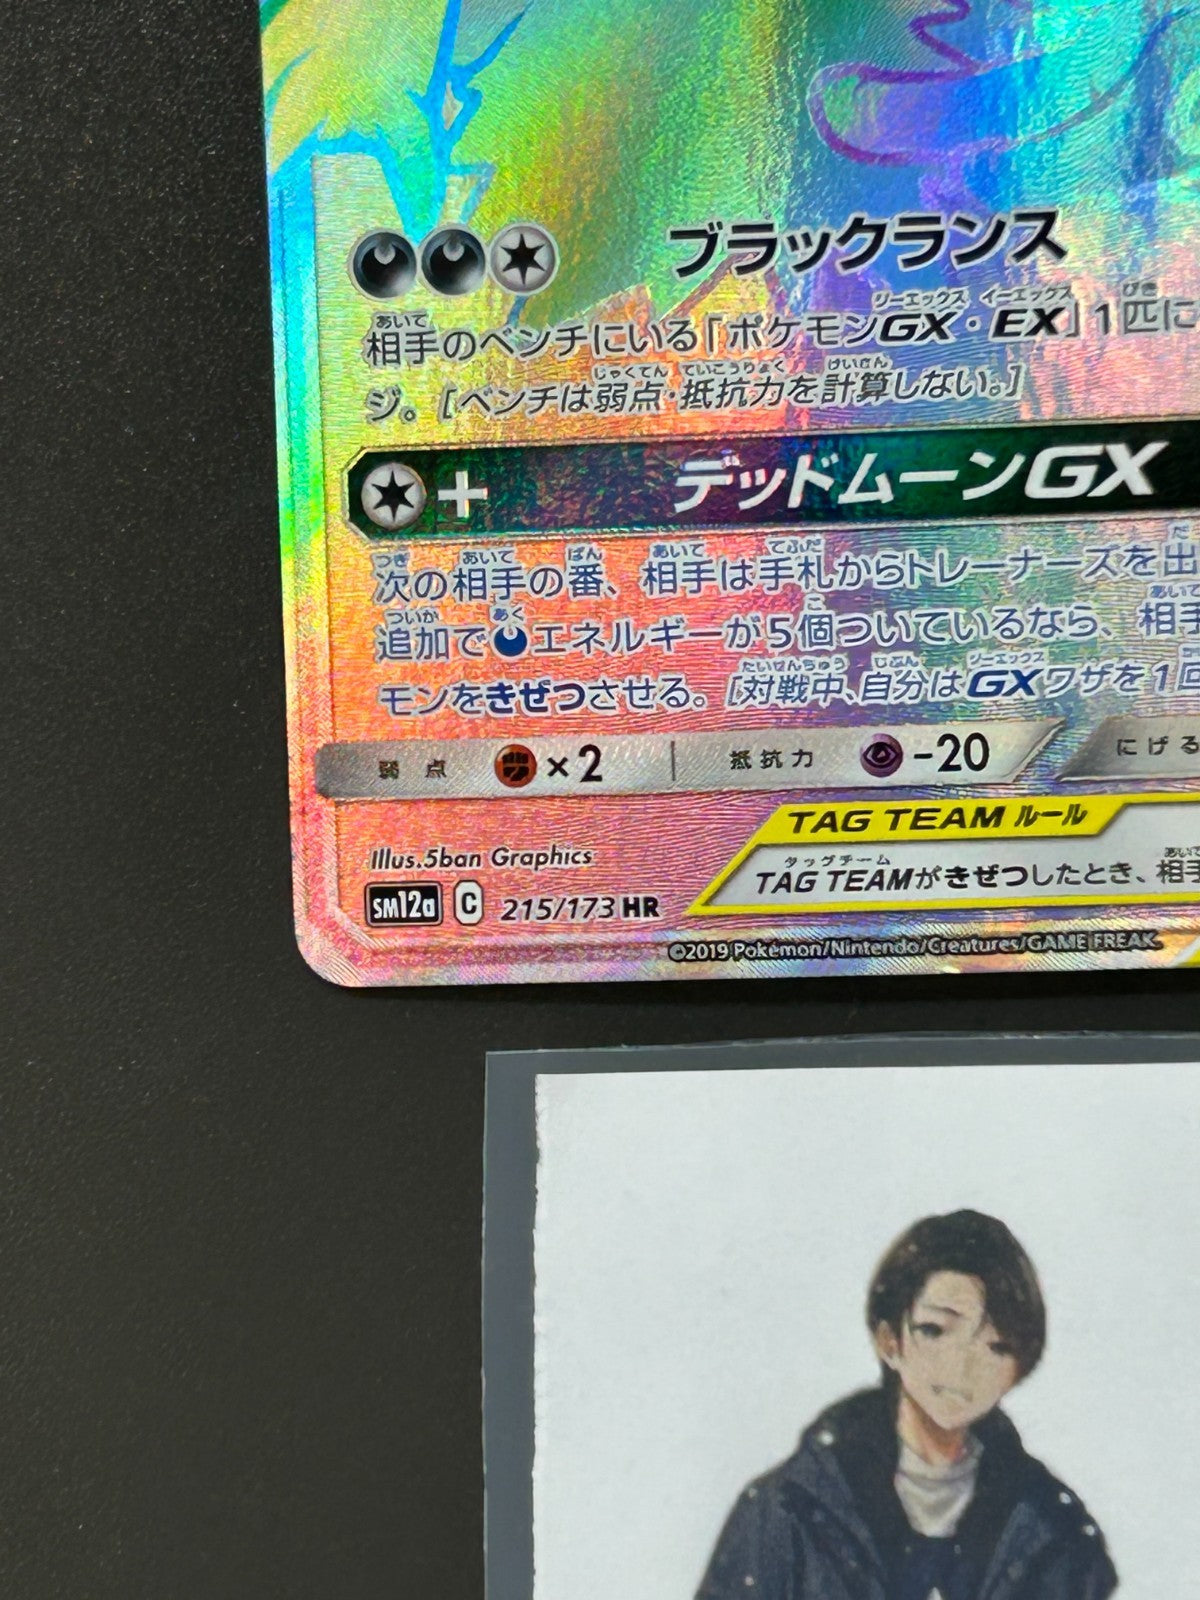 ブラックランス
相手のベンチにいる「ポケモンGX・EX」1匹に
ジ。［ベンチは弱点・抵抗力を計算しない。］
+ デッドムーンGX
次の相手の番、相手は手札からトレーナーズを出
追加でエネルギーが5個ついているなら、相手
モンをきぜつさせる。［対戦中、自分はGXワザを1回
弱点 ×2 抵抗力 -20 にげる
TAG TEAM ルール
Illus.5ban Graphics
TAG TEAMがきぜつしたとき、相手
SM12a C 215/173 HR
©2019 Pokémon/Nintendo/Creatures/GAME FREAK